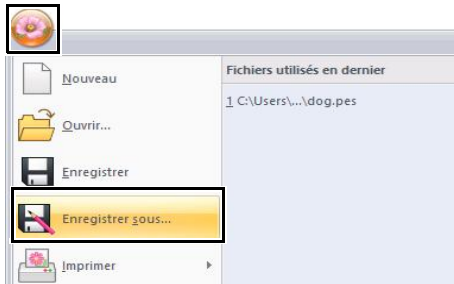 Nouveau
Ouvrir...
Enregistrer
Enregistrer sous...
Imprimer
Fichiers utilisés en dernier
1 C:\Users\...\dog.pes